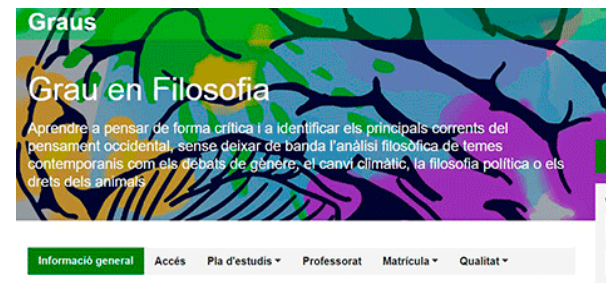 Graus
Grau en Filosofia
Aprendre a pensar de forma crítica i a identificar els principals corrents del
pensament occidental, sense deixar de banda l'anàlisi filosòfica de temes
contemporanis com els debats de gènere, el canvi climàtic, la filosofia política o els
drets dels animals
Informació general Accés Pla d'estudis Professorat Matrícula Qualitat